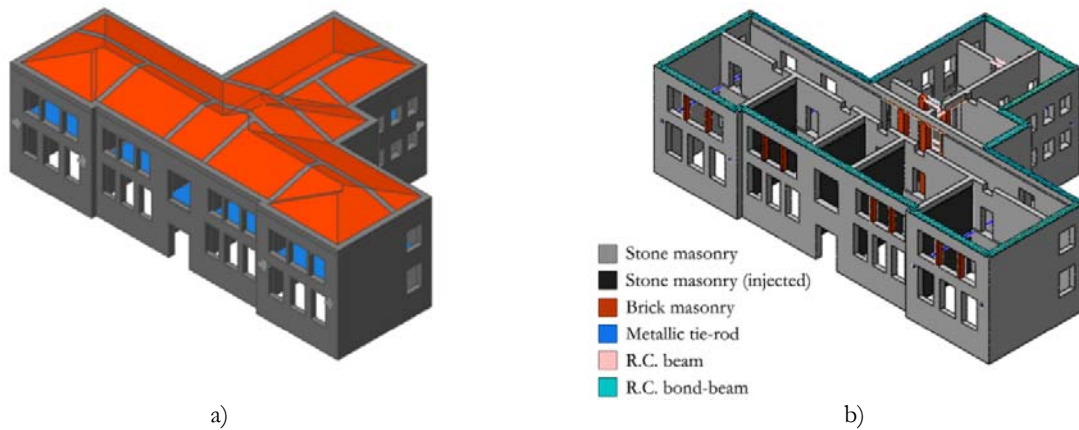 Stone masonry
Stone masonry (injected)
Brick masonry
Metallic tie-rod
R.C. beam
R.C. bond-beam
a)
b)